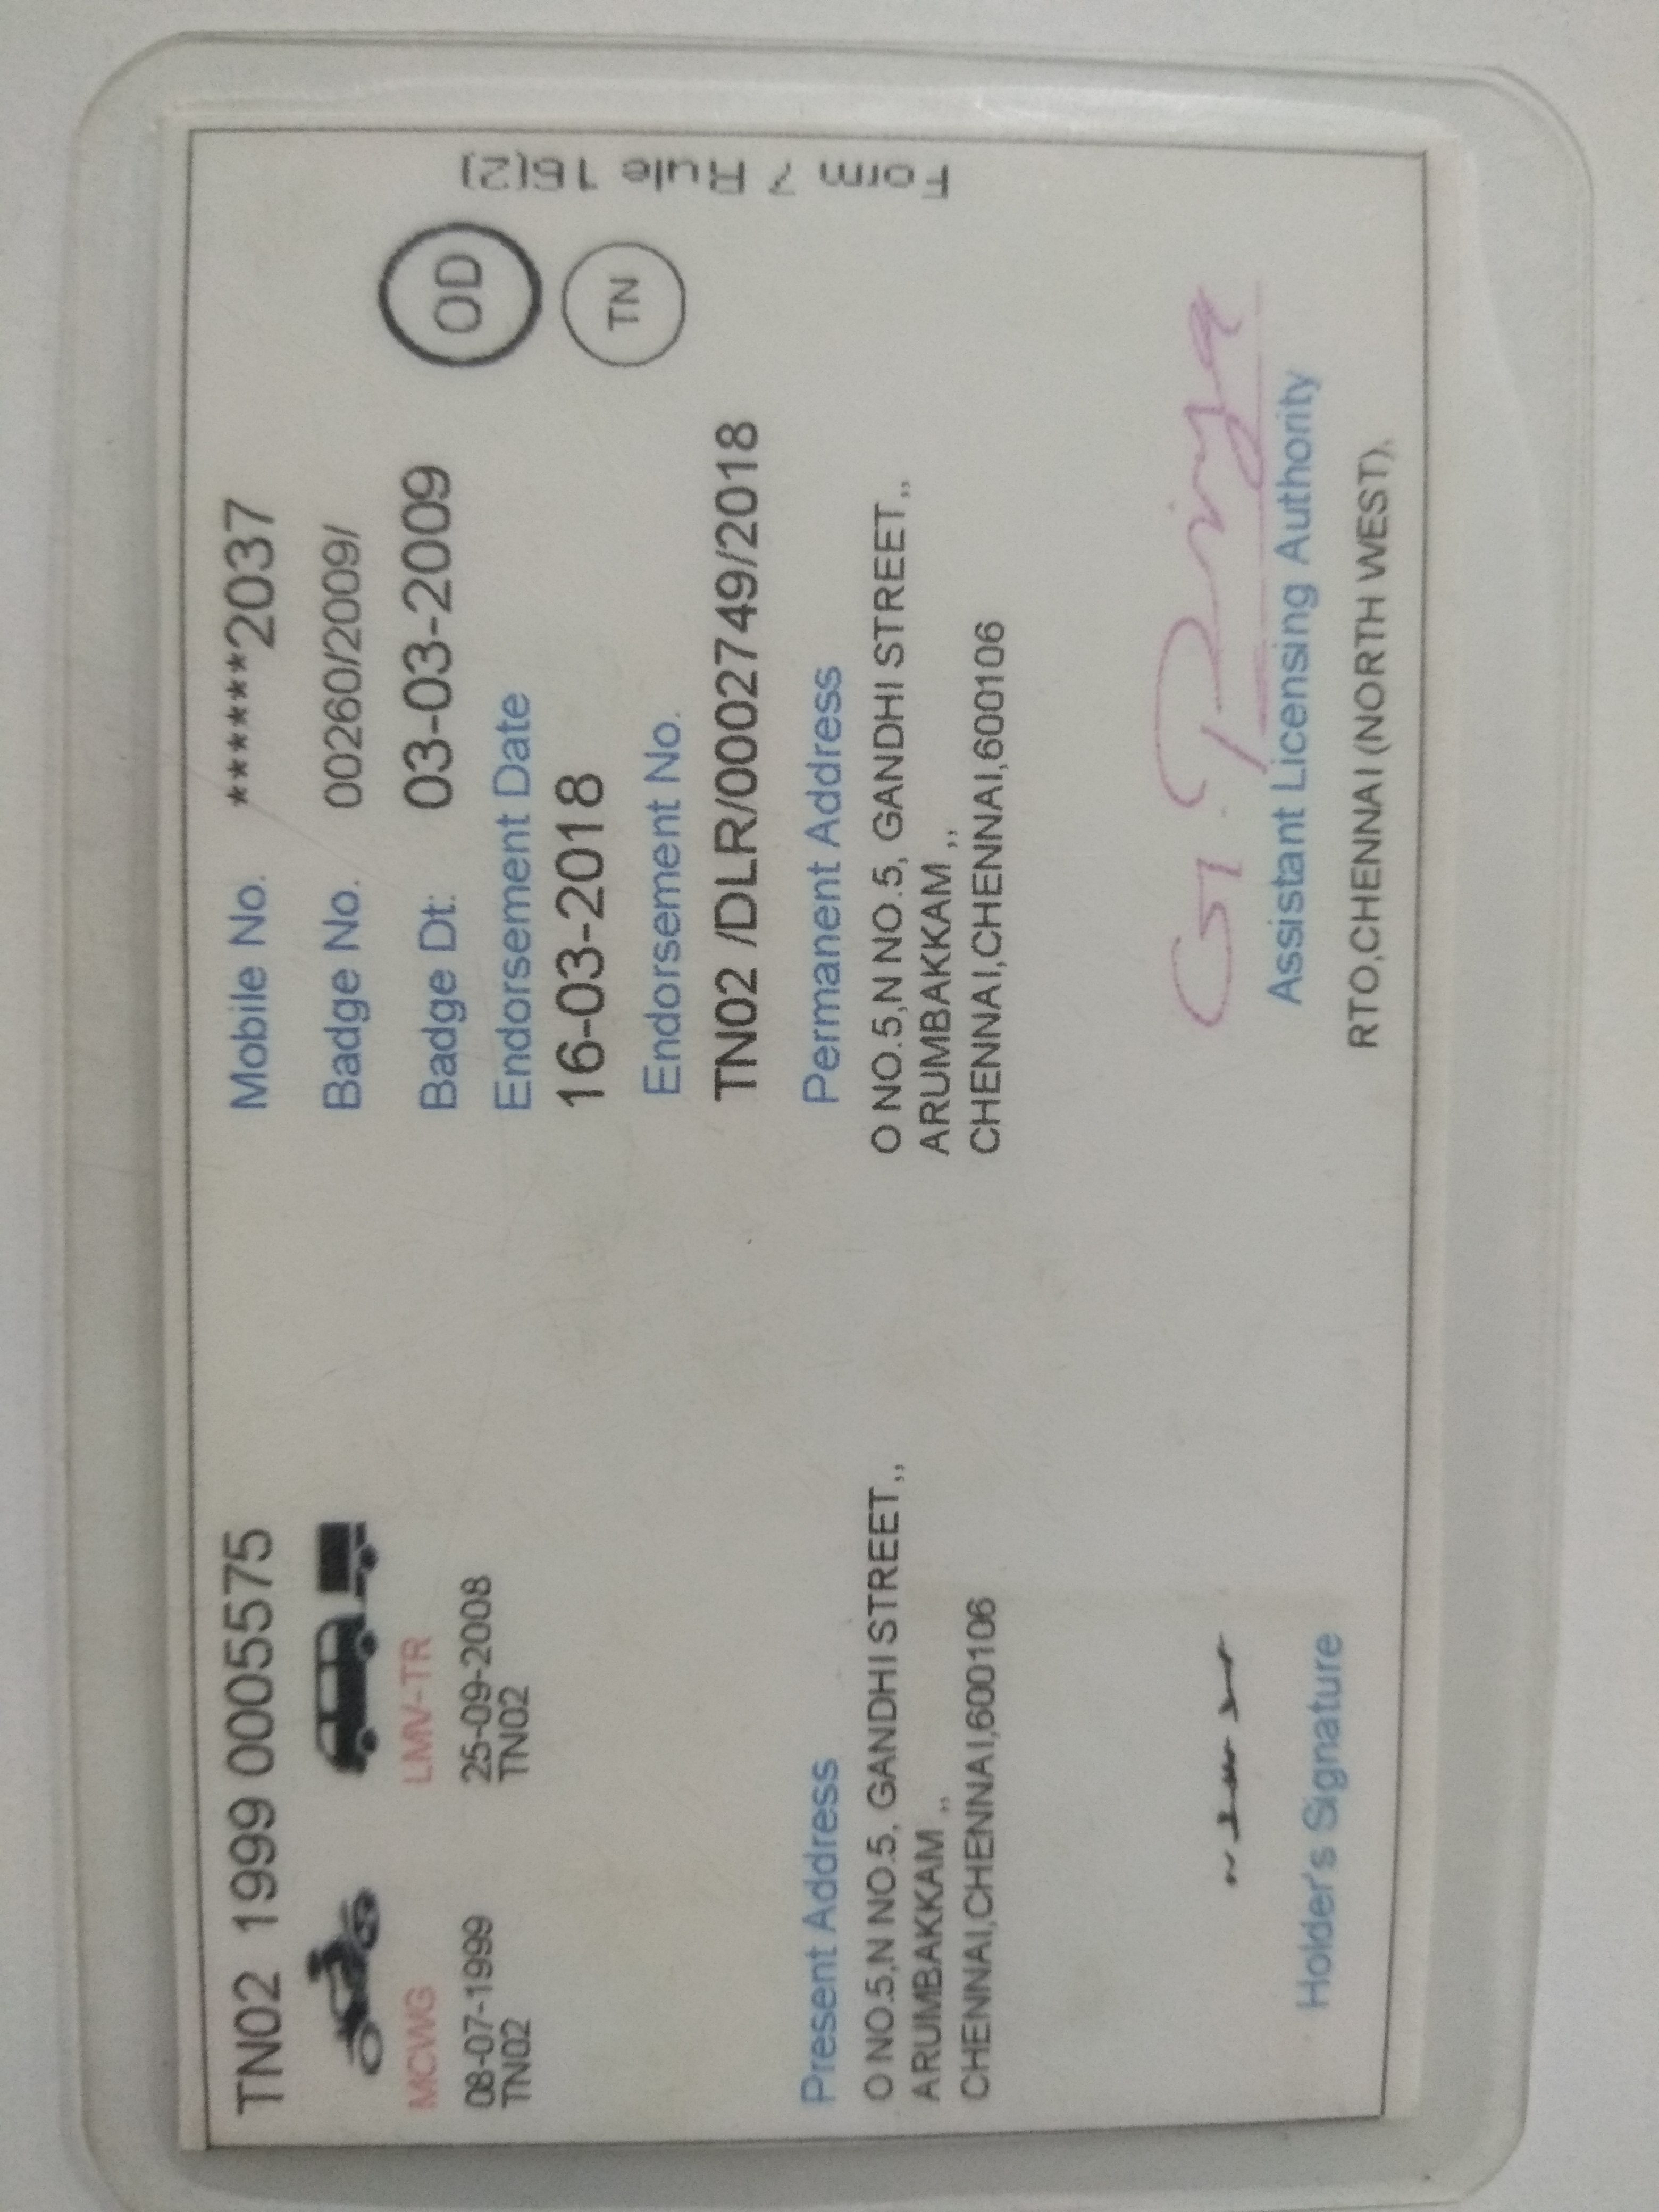 TN02 1999 0005575
MCWG
08-07-1999
TN02
LMV-TR
25-09-2008
TN02
Present Address
O NO.5,N NO.5, GANDHI STREET,,
ARUMBAKKAM ,,
CHENNAI,CHENNAI,600106
Holder's Signature
Mobile No. ******2037
Badge No. 00260/2009/
Badge Dt: 03-03-2009
Endorsement Date
16-03-2018
Endorsement No.
TN02 /DLR/0002749/2018
Permanent Address
O NO.5,N NO.5, GANDHI STREET,,
ARUMBAKKAM ,,
CHENNAI,CHENNAI,600106
Assistant Licensing Authority
RTO,CHENNAI (NORTH WEST),
OD
TN
Form 7 Rule 16(2)